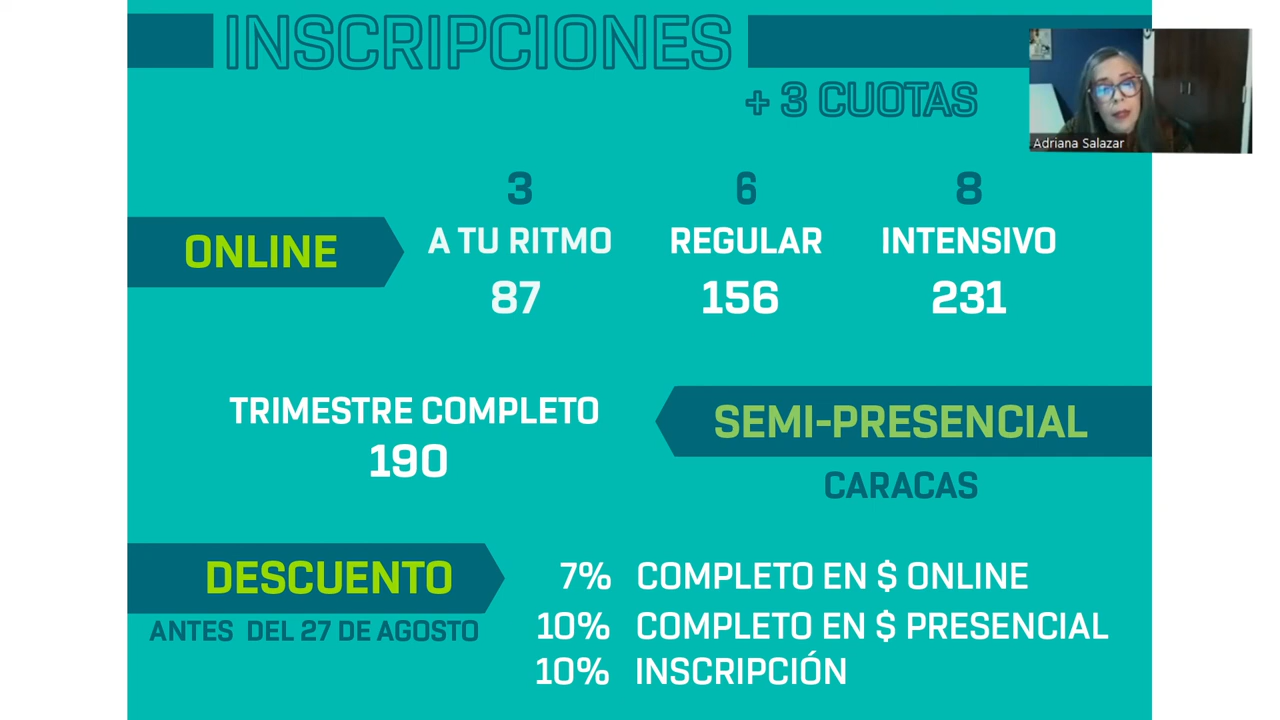 INSCRIPCIONES
+ 3 CUOTAS
Adriana Salazar
3 6 8
ONLINE A TU RITMO REGULAR INTENSIVO
87 156 231
TRIMESTRE COMPLETO SEMI-PRESENCIAL
190
CARACAS
DESCUENTO 7% COMPLETO EN $ ONLINE
ANTES DEL 27 DE AGOSTO 10% COMPLETO EN $ PRESENCIAL
10% INSCRIPCIÓN